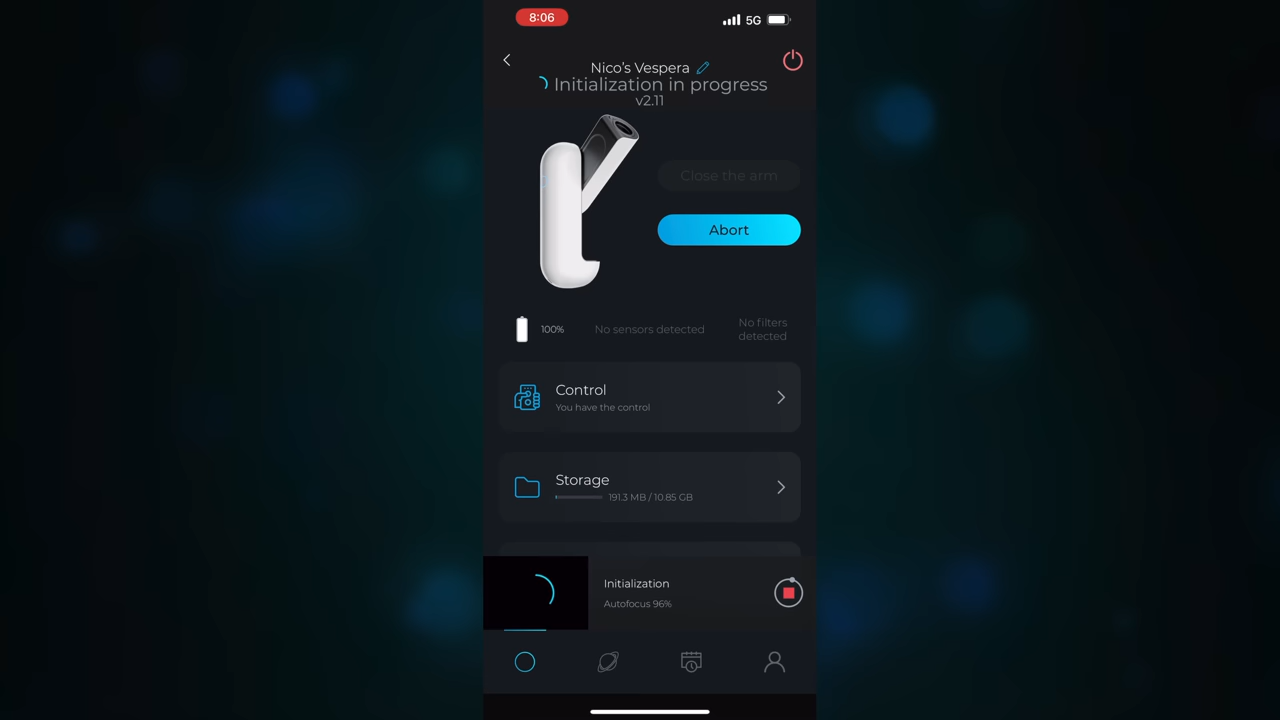 8:06
5G
Nico's Vespera
Initialization in progress
v2.11
Close the arm
Abort
100%
No sensors detected
No filters
detected
Control
You have the control
Storage
191.3 MB / 10.85 GB
Initialization
Autofocus 96%